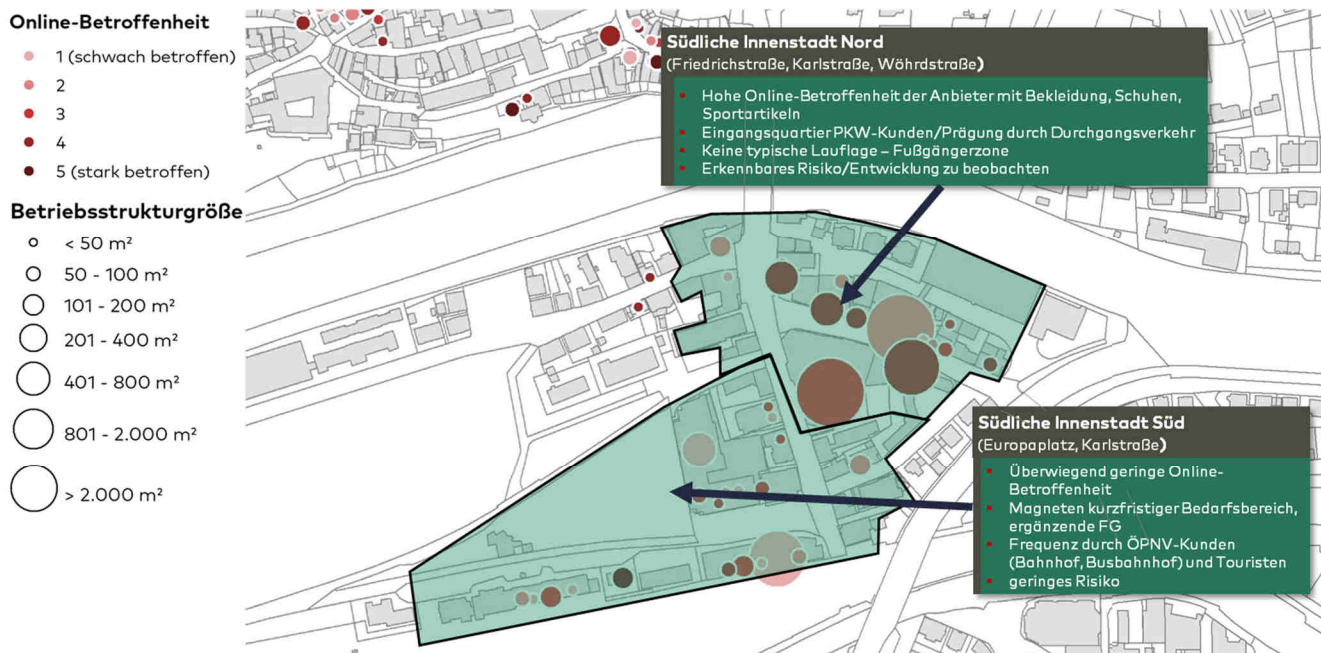 Online-Betroffenheit
1 (schwach betroffen)
2
3
4
5 (stark betroffen)
Betriebsstrukturgröße
< 50 m²
50 - 100 m²
101 - 200 m²
201 - 400 m²
401 - 800 m²
801 - 2.000 m²
> 2.000 m²
Südliche Innenstadt Nord
(Friedrichstraße, Karlstraße, Wöhrdstraße)
Hohe Online-Betroffenheit der Anbieter mit Bekleidung, Schuhen,
Sportartikeln
Eingangsquartier PKW-Kunden/Prägung durch Durchgangsverkehr
Keine typische Lauflage – Fußgängerzone
Erkennbares Risiko/Entwicklung zu beobachten
Südliche Innenstadt Süd
(Europaplatz, Karlstraße)
Überwiegend geringe Online-
Betroffenheit
Magneten kurzfristiger Bedarfsbereich,
ergänzende FG
Frequenz durch ÖPNV-Kunden
(Bahnhof, Busbahnhof) und Touristen
geringes Risiko